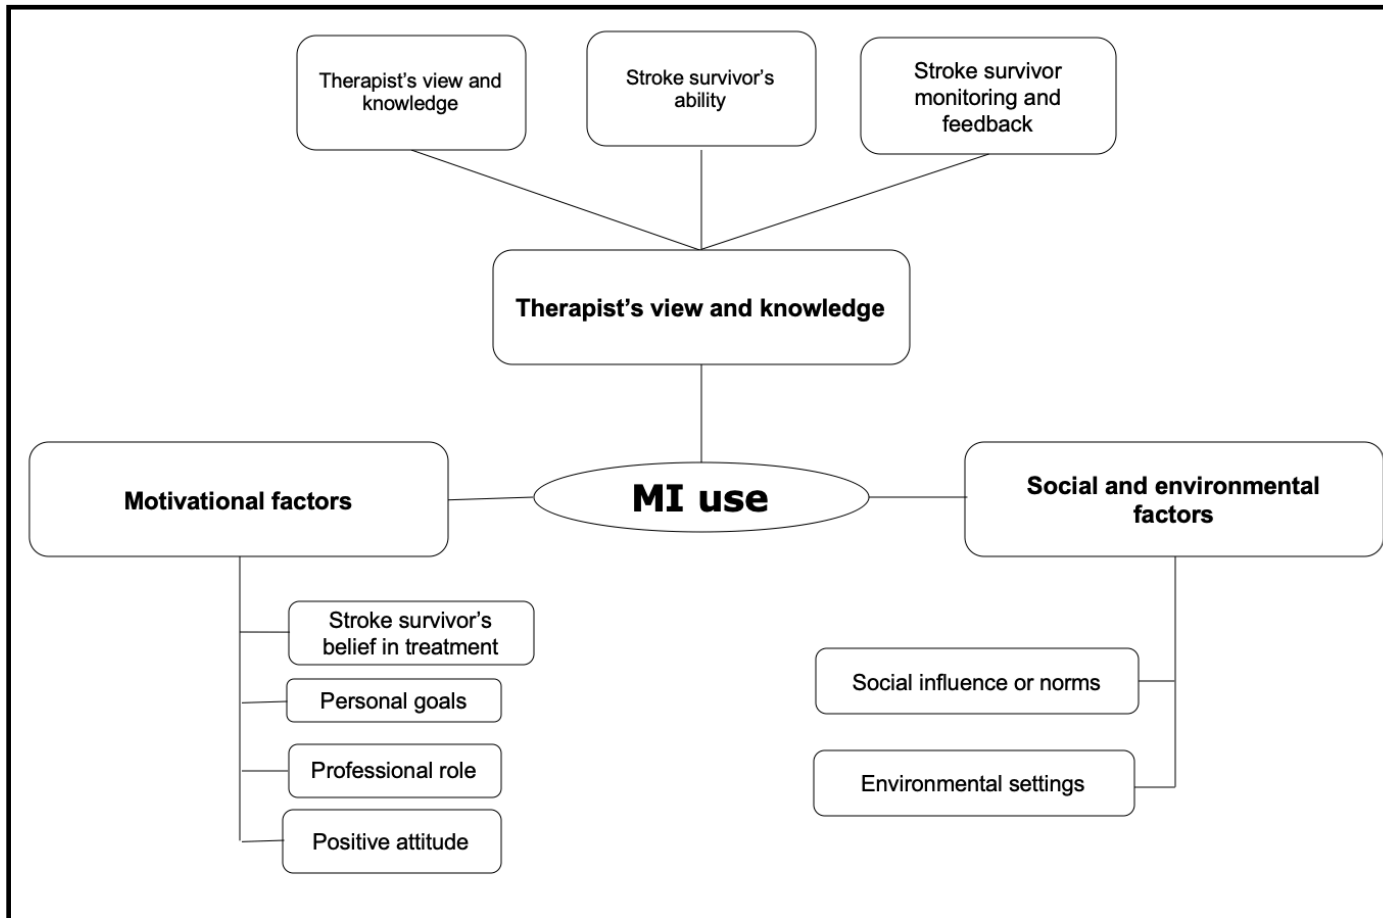 Therapist’s view and
knowledge
Stroke survivor’s
ability
Stroke survivor
monitoring and
feedback
Therapist’s view and knowledge
Motivational factors
MI use
Social and environmental
factors
Stroke survivor’s
belief in treatment
Personal goals
Professional role
Positive attitude
Social influence or norms
Environmental settings